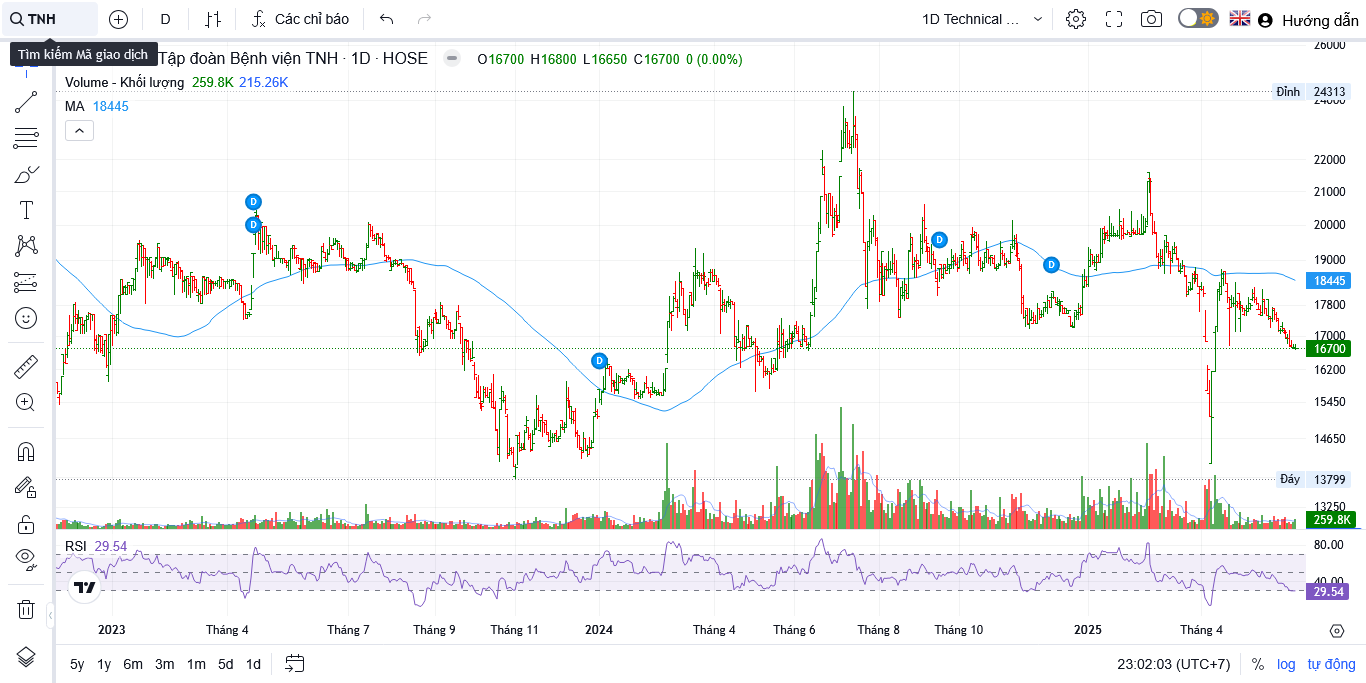 TNH D Các chỉ báo 1D Technical ... Hướng dẫn
Tìm kiếm Mã giao dịch Tập đoàn Bệnh viện TNH · 1D · HOSE O16700 H16800 L16650 C16700 0 (0.00%)
Volume - Khối lượng 259.8K 215.26K
MA 18445
26000
Đỉnh 24313
24000
22000
21000
20000
19000
18445
17800
17000
16700
16200
15450
14650
Đáy 13799
13250
259.8K
D
D
D
D
D
RSI 29.54
80.00
40.00
29.54
2023 Tháng 4 Tháng 7 Tháng 9 Tháng 11 2024 Tháng 4 Tháng 6 Tháng 8 Tháng 10 2025 Tháng 4
5y 1y 6m 3m 1m 5d 1d 23:02:03 (UTC+7) % log tự động